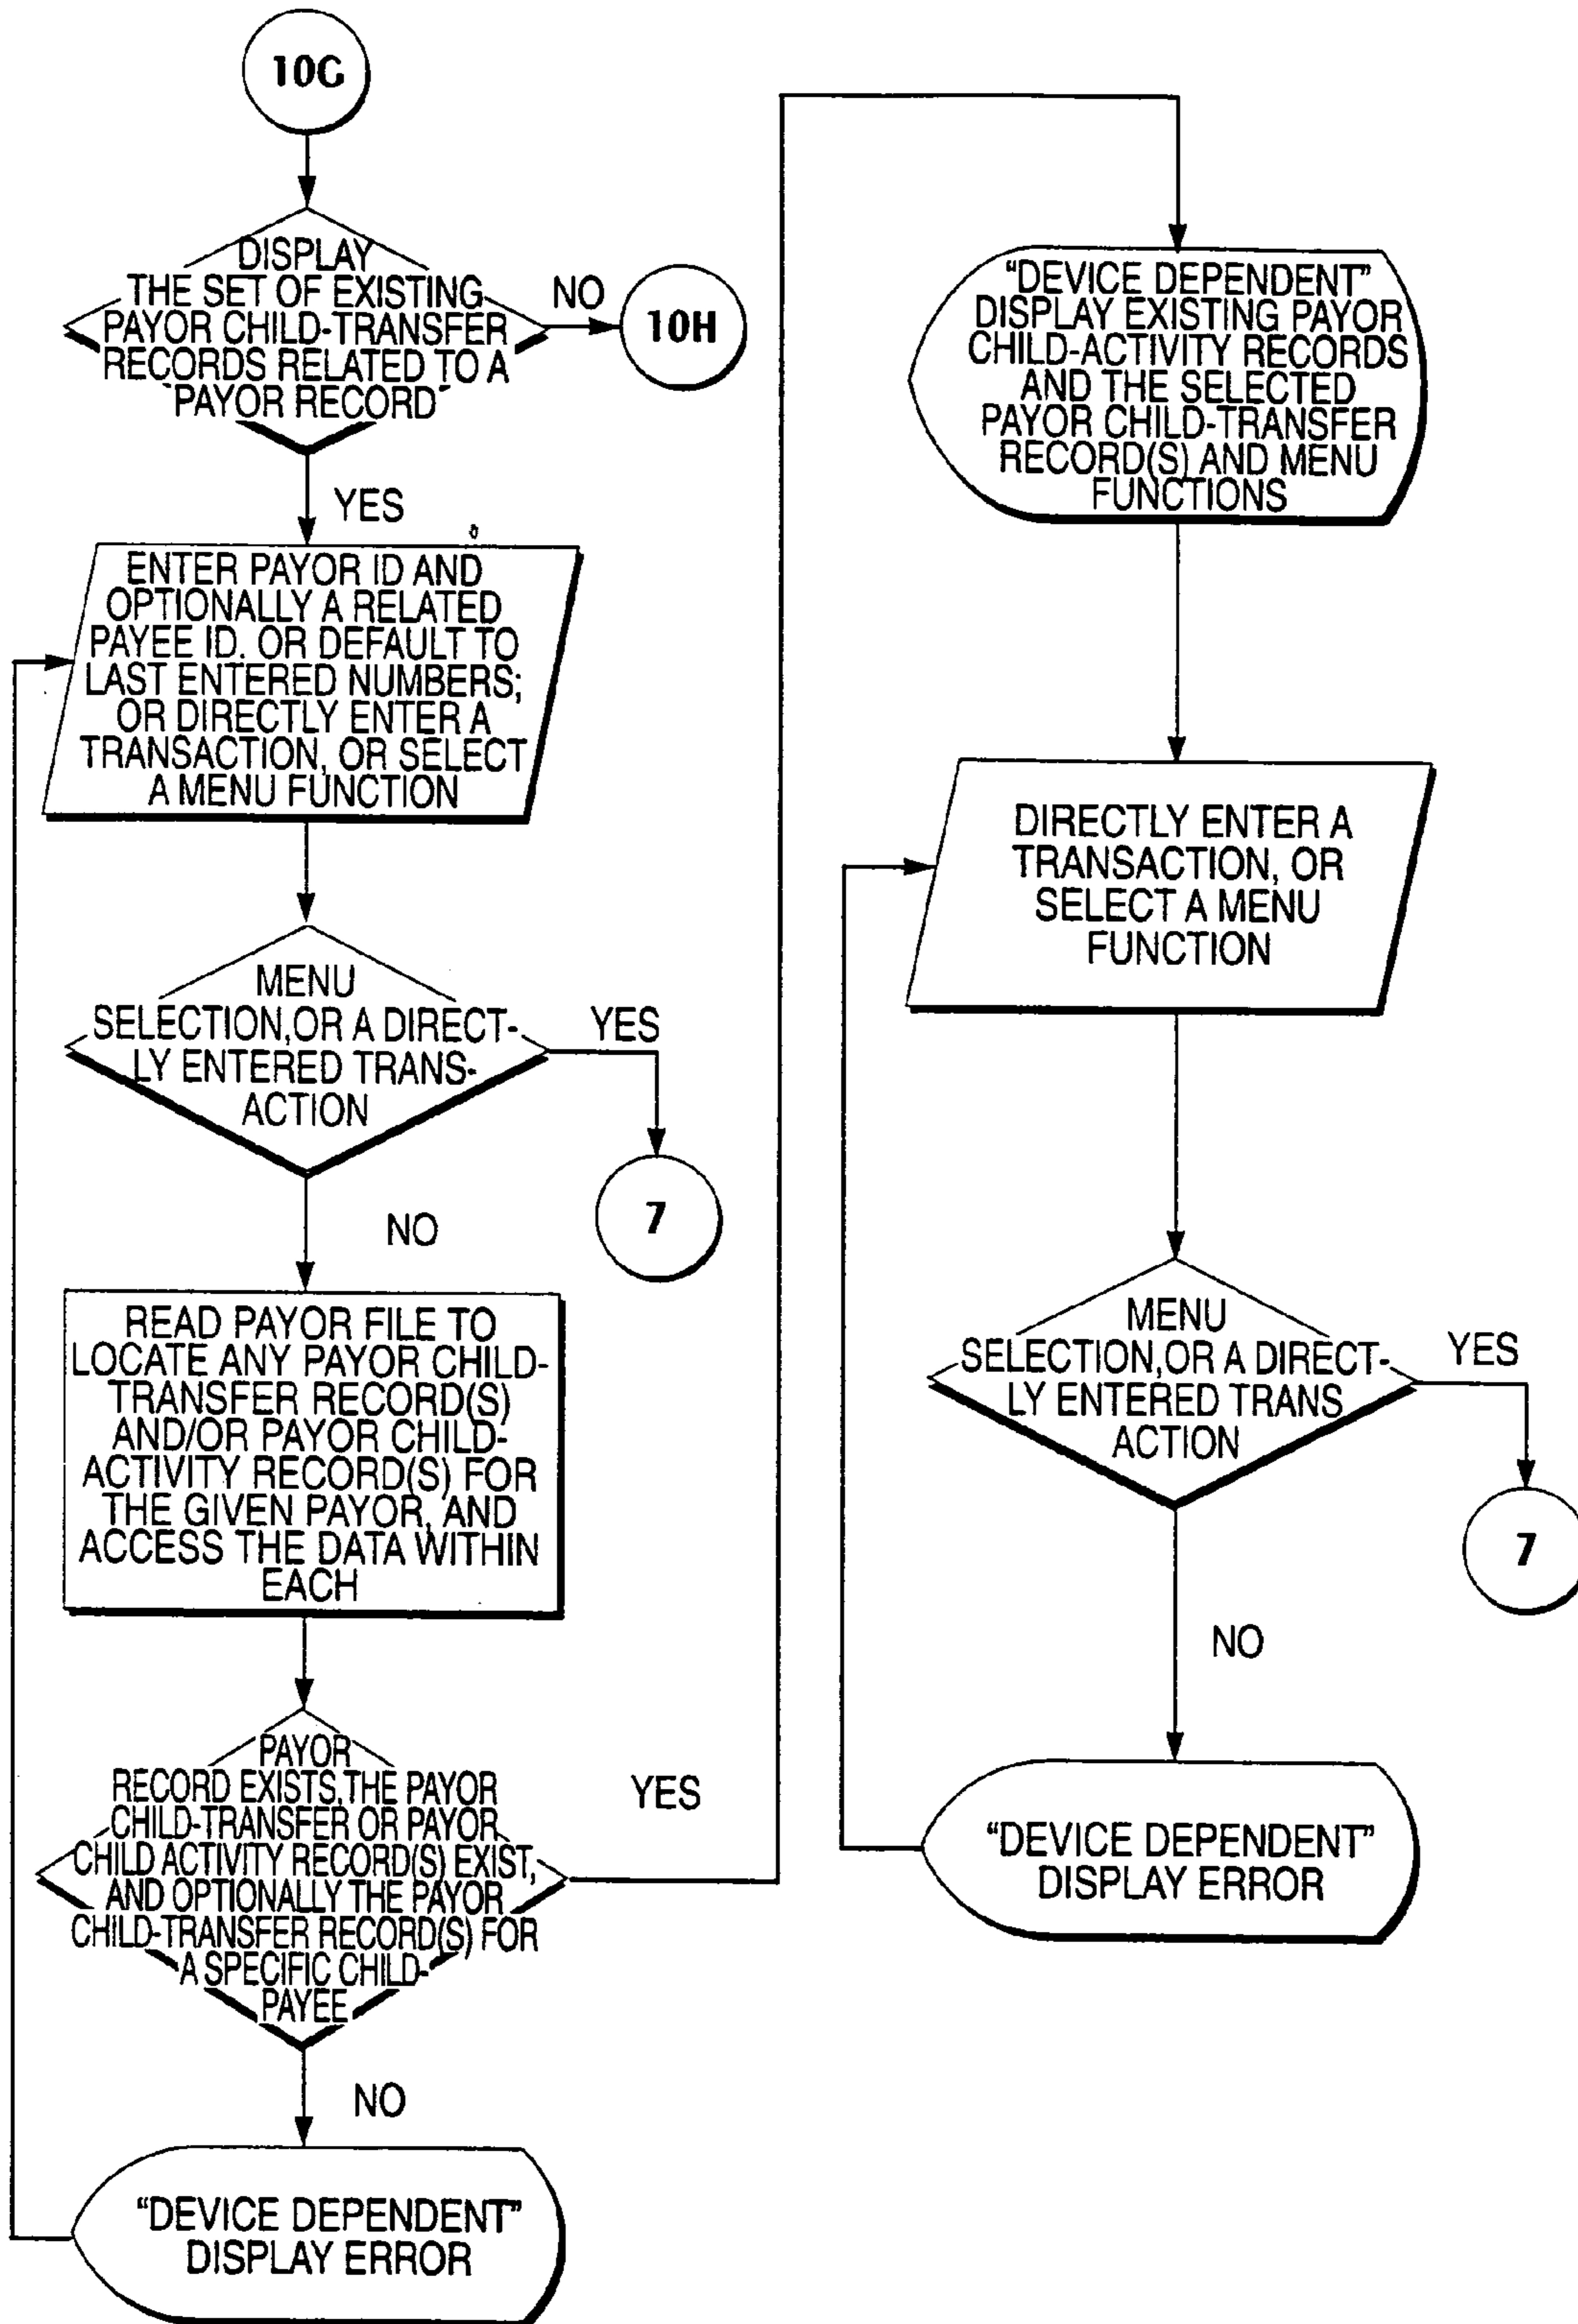 10G
DISPLAY
THE SET OF EXISTING
PAYOR CHILD-TRANSFER
RECORDS RELATED TO A
"PAYOR RECORD"
NO
10H
YES
ENTER PAYOR ID AND
OPTIONALLY A RELATED
PAYEE ID. OR DEFAULT TO
LAST ENTERED NUMBERS;
OR DIRECTLY ENTER A
TRANSACTION, OR SELECT
A MENU FUNCTION
MENU
SELECTION,OR A DIRECT-
LY ENTERED TRANS-
ACTION
YES
7
NO
READ PAYOR FILE TO
LOCATE ANY PAYOR CHILD-
TRANSFER RECORD(S)
AND/OR PAYOR CHILD-
ACTIVITY RECORD(S) FOR
THE GIVEN PAYOR, AND
ACCESS THE DATA WITHIN
EACH
PAYOR
RECORD EXISTS,THE PAYOR
CHILD-TRANSFER OR PAYOR
CHILD ACTIVITY RECORD(S) EXIST,
AND OPTIONALLY THE PAYOR
CHILD-TRANSFER RECORD(S) FOR
A SPECIFIC CHILD-
PAYEE
YES
NO
"DEVICE DEPENDENT"
DISPLAY ERROR
"DEVICE DEPENDENT"
DISPLAY EXISTING PAYOR
CHILD-ACTIVITY RECORDS
AND THE SELECTED
PAYOR CHILD-TRANSFER
RECORD(S) AND MENU
FUNCTIONS
DIRECTLY ENTER A
TRANSACTION, OR
SELECT A MENU
FUNCTION
MENU
SELECTION,OR A DIRECT-
LY ENTERED TRANS
ACTION
YES
7
NO
"DEVICE DEPENDENT"
DISPLAY ERROR